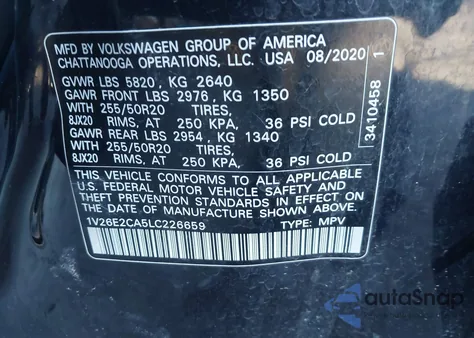 MFD BY VOLKSWAGEN GROUP OF AMERICA
CHATTANOOGA OPERATIONS, LLC. USA 08/2020
GVWR LBS 5820, KG 2640
GAWR FRONT LBS 2976, KG 1350
WITH 255/50R20 TIRES,
8JX20 RIMS, AT 250 KPA, 36 PSI COLD
GAWR REAR LBS 2954, KG 1340
WITH 255/50R20 TIRES,
8JX20 RIMS, AT 250 KPA, 36 PSI COLD
THIS VEHICLE CONFORMS TO ALL APPLICABLE
U.S. FEDERAL MOTOR VEHICLE SAFETY AND
THEFT PREVENTION STANDARDS IN EFFECT ON
THE DATE OF MANUFACTURE SHOWN ABOVE.
1V26E2CA5LC226659 TYPE: MPV
3410458 1
autoSnap